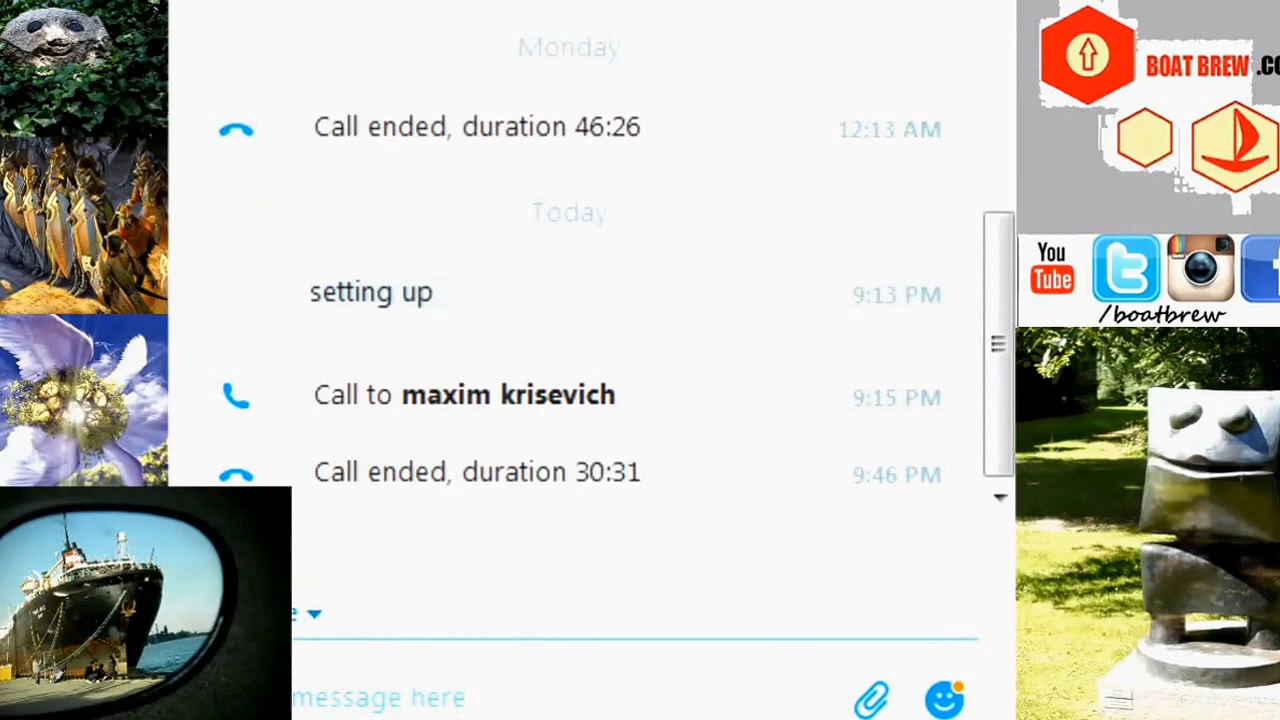 Monday
Call ended, duration 46:26 12:13 AM
Today
setting up 9:13 PM
Call to maxim krisevich 9:15 PM
Call ended, duration 30:31 9:46 PM
message here
BOAT BREW .CO
You
Tube
/boatbrew